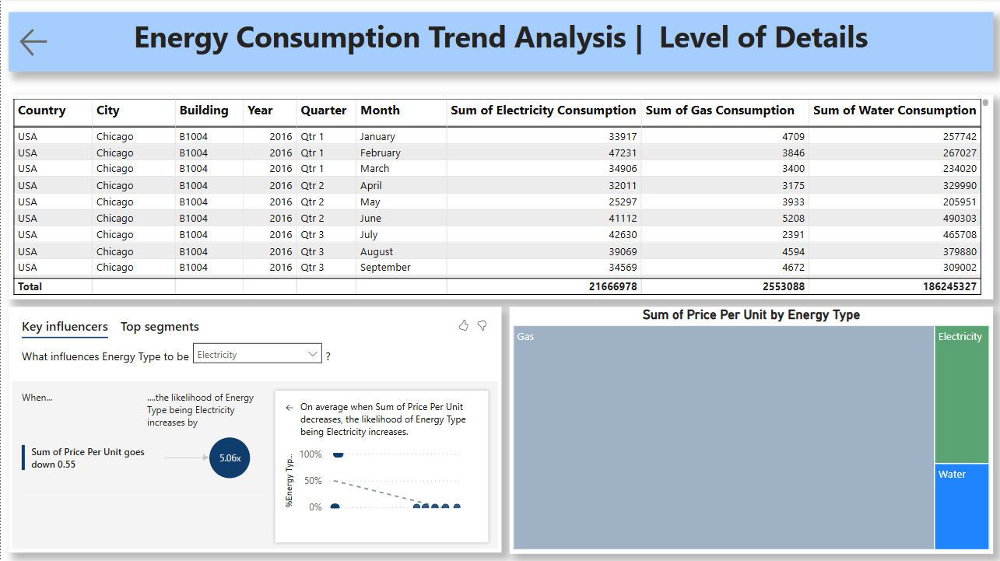 Energy Consumption Trend Analysis | Level of Details
Country City Building Year Quarter Month Sum of Electricity Consumption Sum of Gas Consumption Sum of Water Consumption
USA Chicago B1004 2016 Qtr 1 January 33917 4709 257742
USA Chicago B1004 2016 Qtr 1 February 47231 3846 267027
USA Chicago B1004 2016 Qtr 1 March 34906 3400 234020
USA Chicago B1004 2016 Qtr 2 April 32011 3175 329990
USA Chicago B1004 2016 Qtr 2 May 25297 3933 205951
USA Chicago B1004 2016 Qtr 2 June 41112 5208 490303
USA Chicago B1004 2016 Qtr 3 July 42630 2391 465708
USA Chicago B1004 2016 Qtr 3 August 39069 4594 379880
USA Chicago B1004 2016 Qtr 3 September 34569 4672 309002
Total 21666978 2553088 186245327
Key influencers Top segments
What influences Energy Type to be Electricity ?
When...
....the likelihood of Energy
Type being Electricity
increases by
Sum of Price Per Unit goes
down 0.55
5.06x
On average when Sum of Price Per Unit
decreases, the likelihood of Energy Type
being Electricity increases.
%Energy Typ...
100%
50%
0%
Sum of Price Per Unit by Energy Type
Gas
Electricity
Water